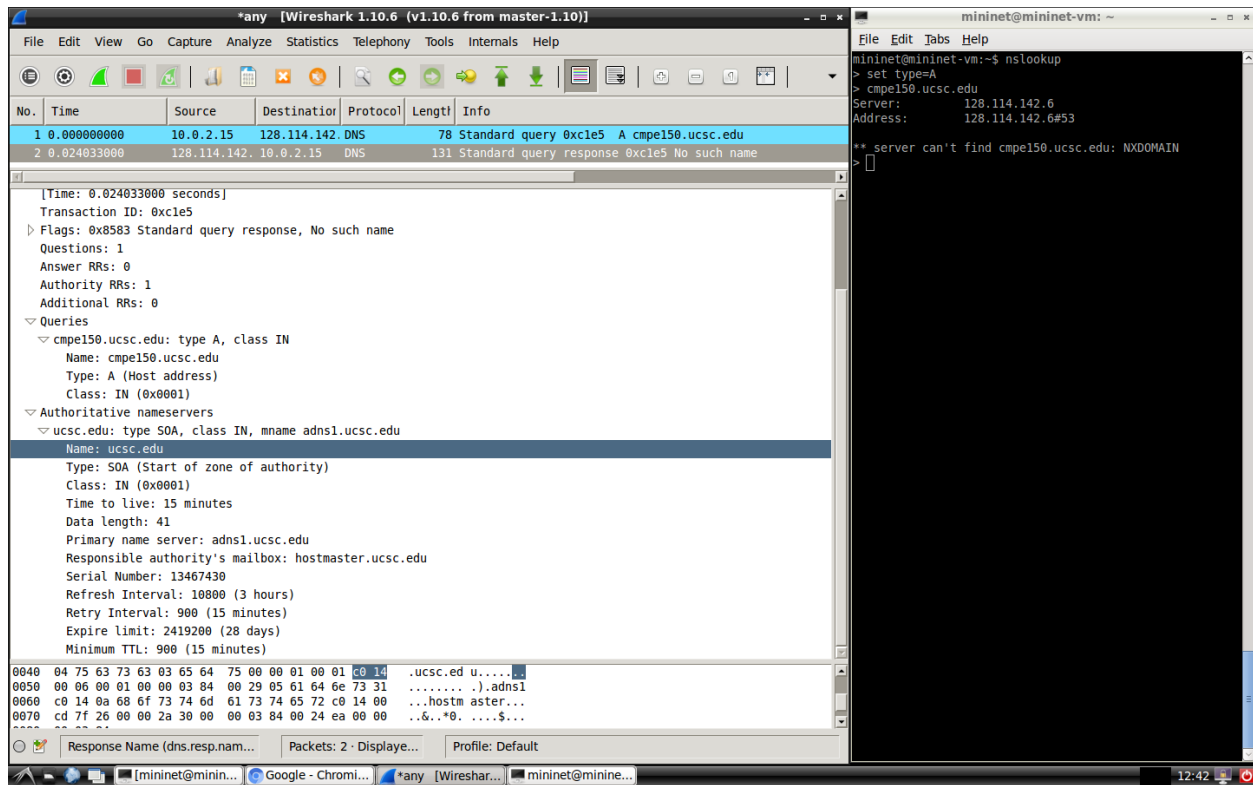 *any [Wireshark 1.10.6 (v1.10.6 from master-1.10)]
File Edit View Go Capture Analyze Statistics Telephony Tools Internals Help
No. Time Source Destination Protocol Length Info
1 0.000000000 10.0.2.15 128.114.142. DNS 78 Standard query 0xc1e5 A cmpe150.ucsc.edu
2 0.024033000 128.114.142. 10.0.2.15 DNS 131 Standard query response 0xc1e5 No such name
[Time: 0.024033000 seconds]
Transaction ID: 0xc1e5
Flags: 0x8583 Standard query response, No such name
Questions: 1
Answer RRs: 0
Authority RRs: 1
Additional RRs: 0
Queries
cmpe150.ucsc.edu: type A, class IN
Name: cmpe150.ucsc.edu
Type: A (Host address)
Class: IN (0x0001)
Authoritative nameservers
ucsc.edu: type SOA, class IN, mname adns1.ucsc.edu
Name: ucsc.edu
Type: SOA (Start of zone of authority)
Class: IN (0x0001)
Time to live: 15 minutes
Data length: 41
Primary name server: adns1.ucsc.edu
Responsible authority's mailbox: hostmaster.ucsc.edu
Serial Number: 13467430
Refresh Interval: 10800 (3 hours)
Retry Interval: 900 (15 minutes)
Expire limit: 2419200 (28 days)
Minimum TTL: 900 (15 minutes)
0040 04 75 63 73 63 03 65 64 75 00 00 01 00 01 c0 14 .ucsc.ed u.......
0050 00 06 00 01 00 00 03 84 00 29 05 61 64 6e 73 31 ........ .).adns1
0060 c0 14 0a 68 6f 73 74 6d 61 73 74 65 72 c0 14 00 ...hostm aster...
0070 cd 7f 26 00 00 2a 30 00 00 03 84 00 24 ea 00 00 ..&..*0. ....$...
Response Name (dns.resp.nam... Packets: 2 · Displaye... Profile: Default
mininet@mininet-vm: ~
File Edit Tabs Help
mininet@mininet-vm:~$ nslookup
> set type=A
> cmpe150.ucsc.edu
Server: 128.114.142.6
Address: 128.114.142.6#53
** server can't find cmpe150.ucsc.edu: NXDOMAIN
>
[mininet@minin... Google - Chromi... *any [Wireshar... mininet@minine... 12:42